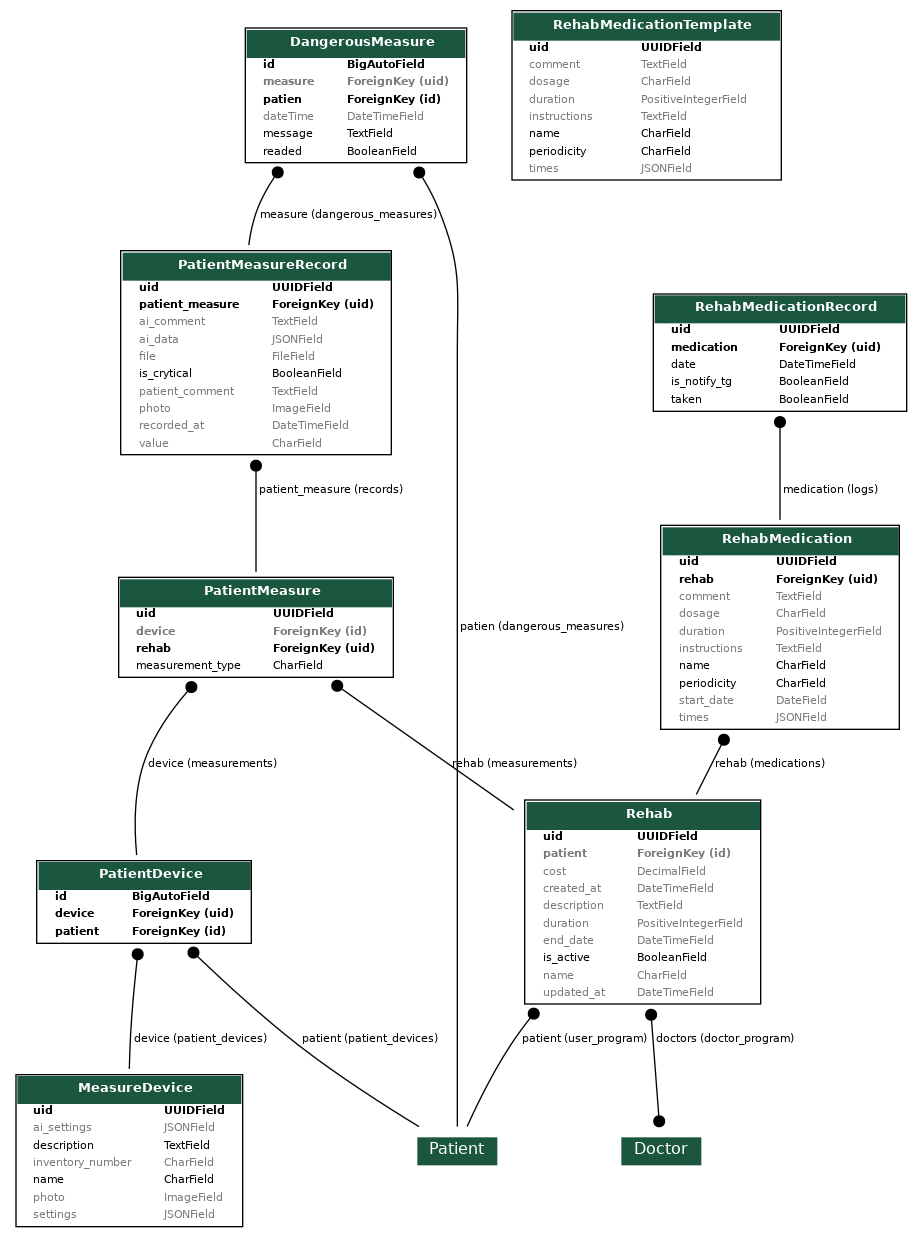 DangerousMeasure
id BigAutoField
measure ForeignKey (uid)
patien ForeignKey (id)
dateTime DateTimeField
message TextField
readed BooleanField
RehabMedicationTemplate
uid UUIDField
comment TextField
dosage CharField
duration PositiveIntegerField
instructions TextField
name CharField
periodicity CharField
times JSONField
measure (dangerous_measures)
PatientMeasureRecord
uid UUIDField
patient_measure ForeignKey (uid)
ai_comment TextField
ai_data JSONField
file FileField
is_crytical BooleanField
patient_comment TextField
photo ImageField
recorded_at DateTimeField
value CharField
RehabMedicationRecord
uid UUIDField
medication ForeignKey (uid)
date DateTimeField
is_notify_tg BooleanField
taken BooleanField
patient_measure (records)
medication (logs)
PatientMeasure
uid UUIDField
device ForeignKey (id)
rehab ForeignKey (uid)
measurement_type CharField
patien (dangerous_measures)
RehabMedication
uid UUIDField
rehab ForeignKey (uid)
comment TextField
dosage CharField
duration PositiveIntegerField
instructions TextField
name CharField
periodicity CharField
start_date DateField
times JSONField
device (measurements)
rehab (measurements)
rehab (medications)
Rehab
uid UUIDField
patient ForeignKey (id)
cost DecimalField
created_at DateTimeField
description TextField
duration PositiveIntegerField
end_date DateTimeField
is_active BooleanField
name CharField
updated_at DateTimeField
PatientDevice
id BigAutoField
device ForeignKey (uid)
patient ForeignKey (id)
device (patient_devices)
patient (patient_devices)
patient (user_program)
doctors (doctor_program)
MeasureDevice
uid UUIDField
ai_settings JSONField
description TextField
inventory_number CharField
name CharField
photo ImageField
settings JSONField
Patient
Doctor